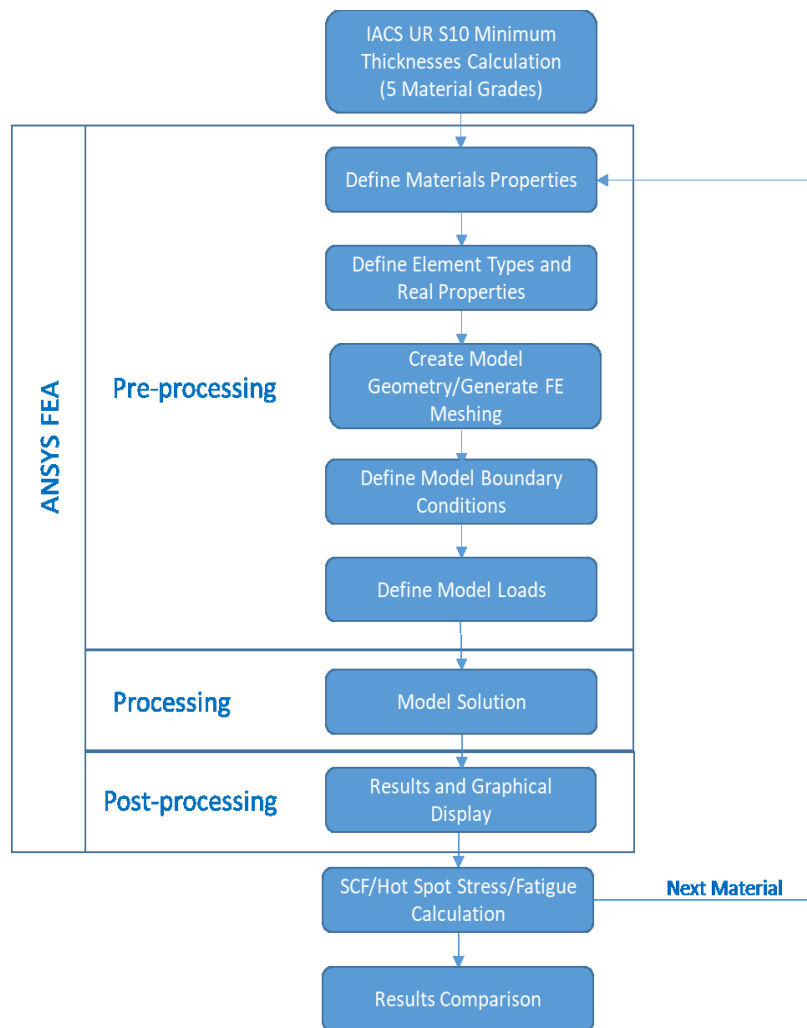 IACS UR S10 Minimum
Thicknesses Calculation
(5 Material Grades)
ANSYS FEA
Pre-processing
Define Materials Properties
Define Element Types and
Real Properties
Create Model
Geometry/Generate FE
Meshing
Define Model Boundary
Conditions
Define Model Loads
Processing
Model Solution
Post-processing
Results and Graphical
Display
SCF/Hot Spot Stress/Fatigue
Calculation
Next Material
Results Comparison